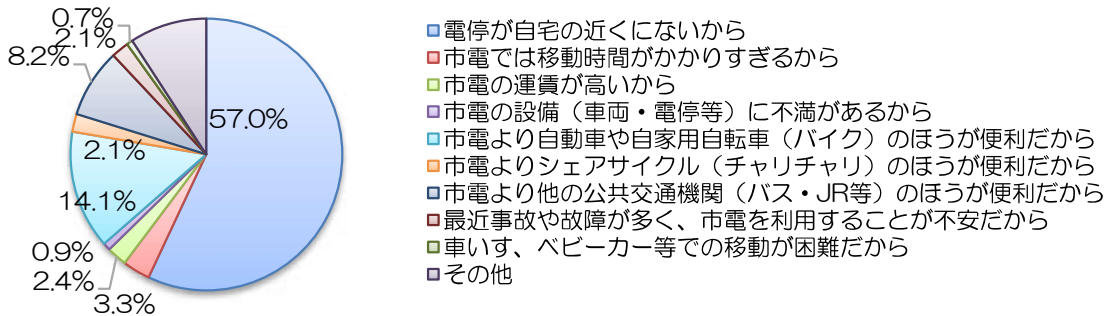 0.7%
2.1%
8.2%
57.0%
2.1%
14.1%
0.9%
2.4%
3.3%
電停が自宅の近くにないから
市電では移動時間がかかりすぎるから
市電の運賃が高いから
市電の設備（車両・電停等）に不満があるから
市電より自動車や自家用自転車（バイク）のほうが便利だから
市電よりシェアサイクル（チャリチャリ）のほうが便利だから
市電より他の公共交通機関（バス・JR等）のほうが便利だから
最近事故や故障が多く、市電を利用することが不安だから
車いす、ベビーカー等での移動が困難だから
その他